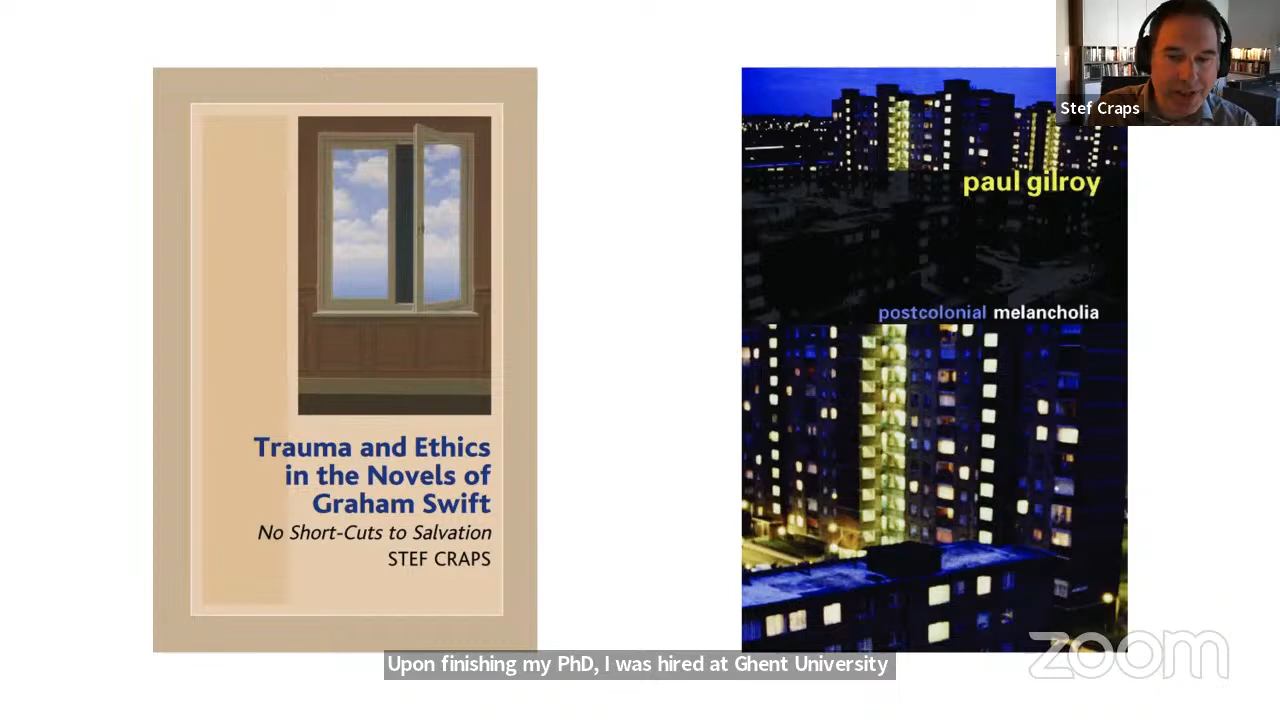 Stef Craps
paul gilroy
postcolonial melancholia
Trauma and Ethics
in the Novels of
Graham Swift
No Short-Cuts to Salvation
STEF CRAPS
Upon finishing my PhD, I was hired at Ghent University
zoom